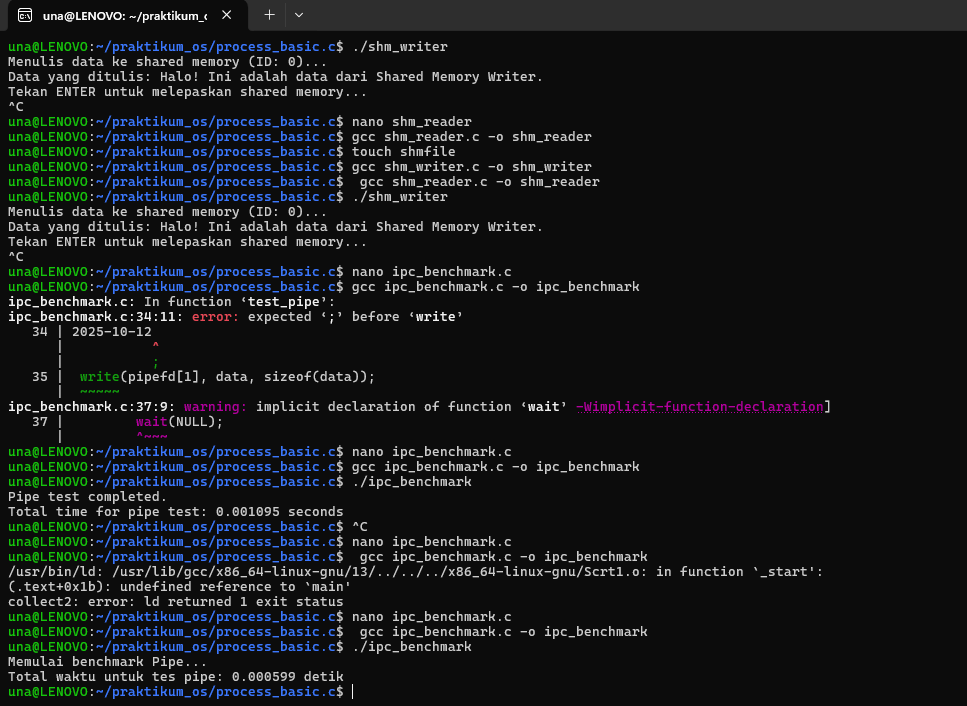 una@LENOVO: ~/praktikum_c
una@LENOVO:~/praktikum_os/process_basic.c$ ./shm_writer
Menulis data ke shared memory (ID: 0)...
Data yang ditulis: Halo! Ini adalah data dari Shared Memory Writer.
Tekan ENTER untuk melepaskan shared memory...
^C
una@LENOVO:~/praktikum_os/process_basic.c$ nano shm_reader
una@LENOVO:~/praktikum_os/process_basic.c$ gcc shm_reader.c -o shm_reader
una@LENOVO:~/praktikum_os/process_basic.c$ touch shmfile
una@LENOVO:~/praktikum_os/process_basic.c$ gcc shm_writer.c -o shm_writer
una@LENOVO:~/praktikum_os/process_basic.c$  gcc shm_reader.c -o shm_reader
una@LENOVO:~/praktikum_os/process_basic.c$ ./shm_writer
Menulis data ke shared memory (ID: 0)...
Data yang ditulis: Halo! Ini adalah data dari Shared Memory Writer.
Tekan ENTER untuk melepaskan shared memory...
^C
una@LENOVO:~/praktikum_os/process_basic.c$ nano ipc_benchmark.c
una@LENOVO:~/praktikum_os/process_basic.c$ gcc ipc_benchmark.c -o ipc_benchmark
ipc_benchmark.c: In function ‘test_pipe’:
ipc_benchmark.c:34:11: error: expected ‘;’ before ‘write’
   34 | 2025-10-12
      |           ^
      |           ;
   35 |  write(pipefd[1], data, sizeof(data));
      |  ~~~~~
ipc_benchmark.c:37:9: warning: implicit declaration of function ‘wait’ -Wimplicit-function-declaration]
   37 |         wait(NULL);
      |         ^~~~
una@LENOVO:~/praktikum_os/process_basic.c$ nano ipc_benchmark.c
una@LENOVO:~/praktikum_os/process_basic.c$ gcc ipc_benchmark.c -o ipc_benchmark
una@LENOVO:~/praktikum_os/process_basic.c$ ./ipc_benchmark
Pipe test completed.
Total time for pipe test: 0.001095 seconds
una@LENOVO:~/praktikum_os/process_basic.c$ ^C
una@LENOVO:~/praktikum_os/process_basic.c$ nano ipc_benchmark.c
una@LENOVO:~/praktikum_os/process_basic.c$  gcc ipc_benchmark.c -o ipc_benchmark
/usr/bin/ld: /usr/lib/gcc/x86_64-linux-gnu/13/../../../x86_64-linux-gnu/Scrt1.o: in function `_start':
(.text+0x1b): undefined reference to `main'
collect2: error: ld returned 1 exit status
una@LENOVO:~/praktikum_os/process_basic.c$ nano ipc_benchmark.c
una@LENOVO:~/praktikum_os/process_basic.c$  gcc ipc_benchmark.c -o ipc_benchmark
una@LENOVO:~/praktikum_os/process_basic.c$ ./ipc_benchmark
Memulai benchmark Pipe...
Total waktu untuk tes pipe: 0.000599 detik
una@LENOVO:~/praktikum_os/process_basic.c$